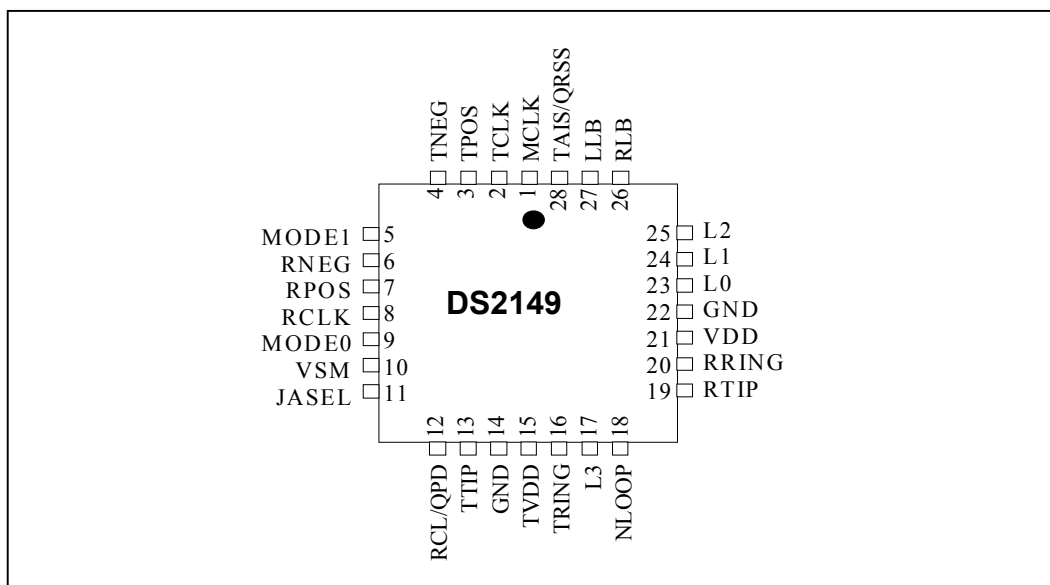 TNEG
TPOS
TCLK
MCLK
TAIS/QRSS
LLB
RLB
4
3
2
1
28
27
26
MODE1 5
RNEG 6
RPOS 7
RCLK 8
MODE0 9
VSM 10
JASEL 11
DS2149
25 L2
24 L1
23 L0
22 GND
21 VDD
20 RRING
19 RTIP
12
13
14
15
16
17
18
RCL/QPD
TTIP
GND
TVDD
TRING
L3
NLOOP